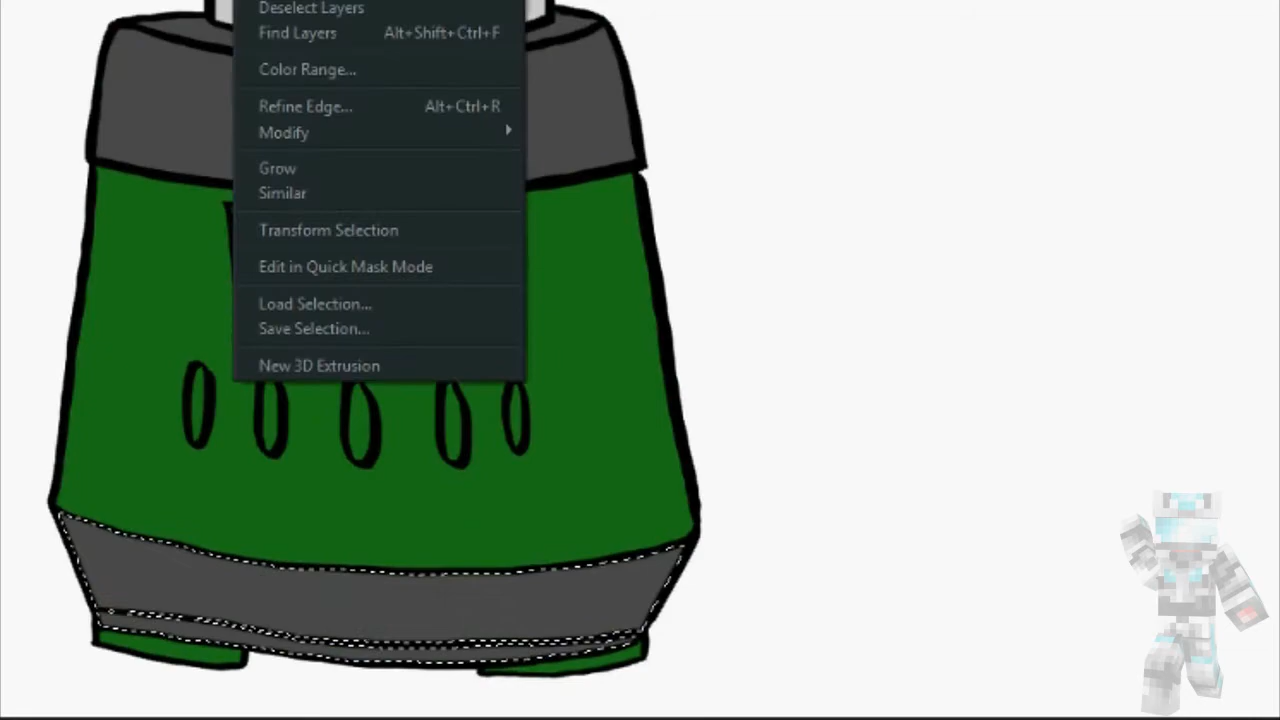 Deselect Layers
Find Layers Alt+Shift+Ctrl+F
Color Range...
Refine Edge... Alt+Ctrl+R
Modify
Grow
Similar
Transform Selection
Edit in Quick Mask Mode
Load Selection...
Save Selection...
New 3D Extrusion